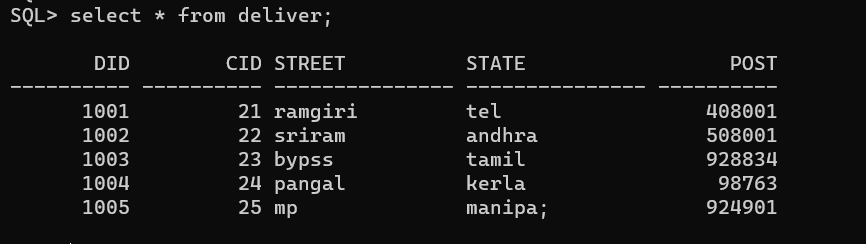 SQL> select * from deliver;
       DID        CID STREET          STATE                 POST
---------- ---------- --------------- --------------- ----------
      1001         21 ramgiri         tel                 408001
      1002         22 sriram          andhra              508001
      1003         23 bypss           tamil               928834
      1004         24 pangal          kerla                98763
      1005         25 mp              manipa;             924901